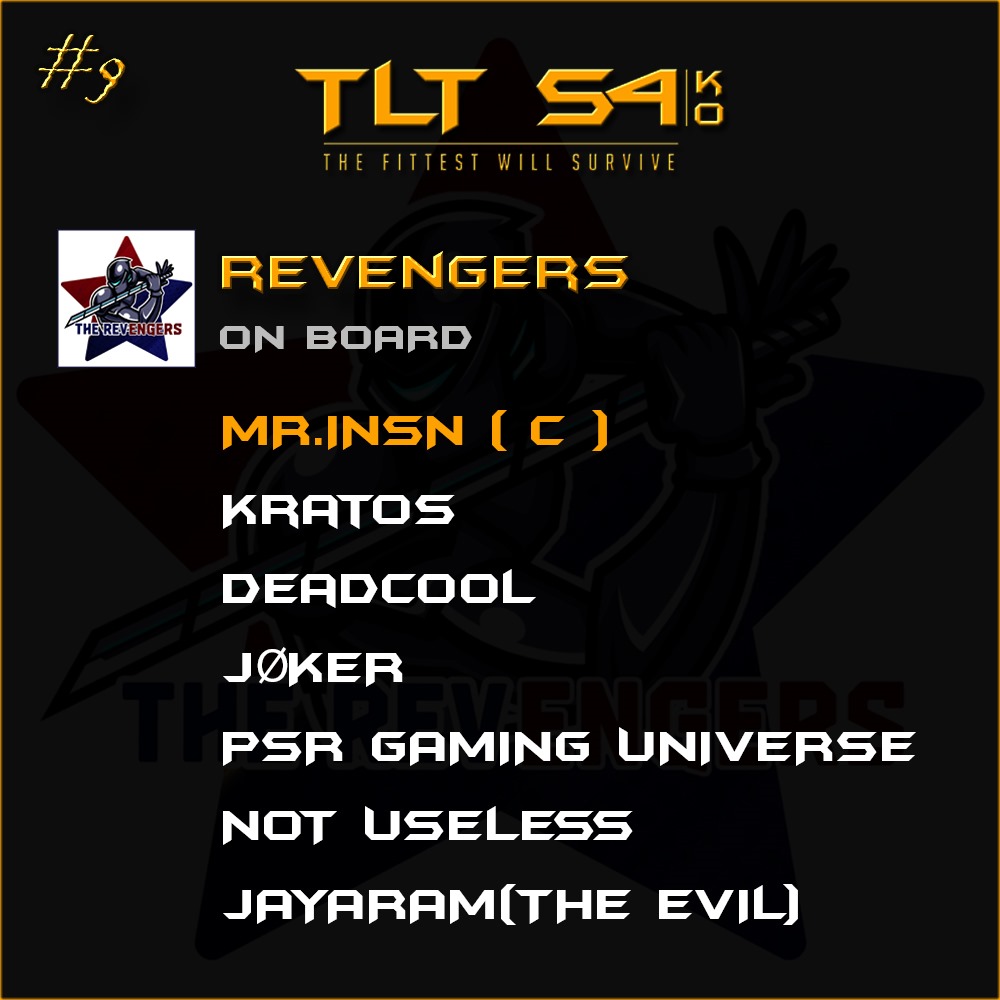 #9
TLT S4 KO
THE FITTEST WILL SURVIVE
REVENGERS
THE REVENGERS
ON BOARD
MR.INSN ( C )
KRATOS
DEADCOOL
JØKER
THE REVENGERS
PSR GAMING UNIVERSE
NOT USELESS
JAYARAM(THE EVIL)